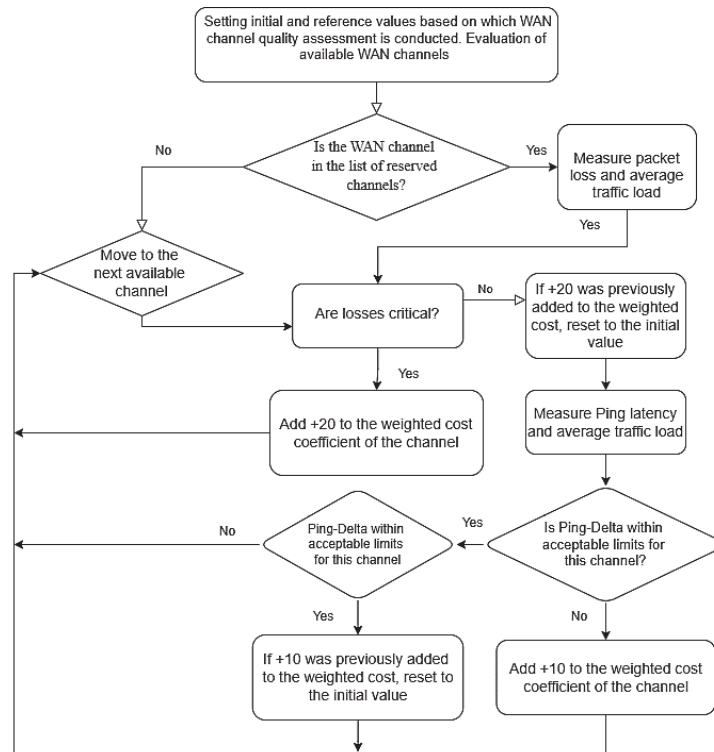 Setting initial and reference values based on which WAN
channel quality assessment is conducted. Evaluation of
available WAN channels
No
Is the WAN channel
in the list of reserved
channels?
Yes
Measure packet
loss and average
traffic load
Yes
Move to the
next available
channel
Are losses critical?
No
If +20 was previously
added to the weighted
cost, reset to the initial
value
Yes
Add +20 to the weighted cost
coefficient of the channel
Measure Ping latency
and average traffic load
No
Ping-Delta within
acceptable limits
for this channel
Yes
Is Ping-Delta within
acceptable limits for
this channel?
Yes
No
If +10 was previously added
to the weighted cost, reset to
the initial value
Add +10 to the weighted cost
coefficient of the channel